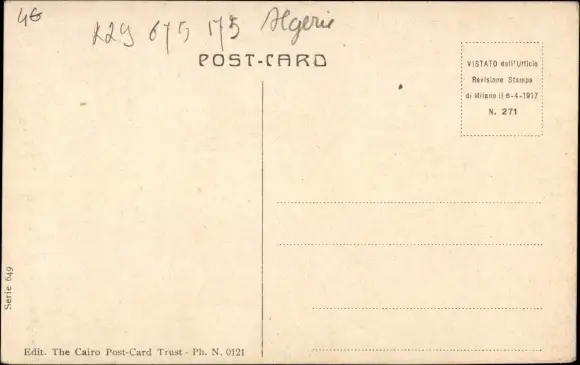 4€
K29 675 175 Algerie
POST-CARD
VISTATO dall'Ufficio
Revisione Stampa
di Milano il 6-4-1917
N. 271
Serie 649
Edit. The Cairo Post-Card Trust - Ph. N. 0121